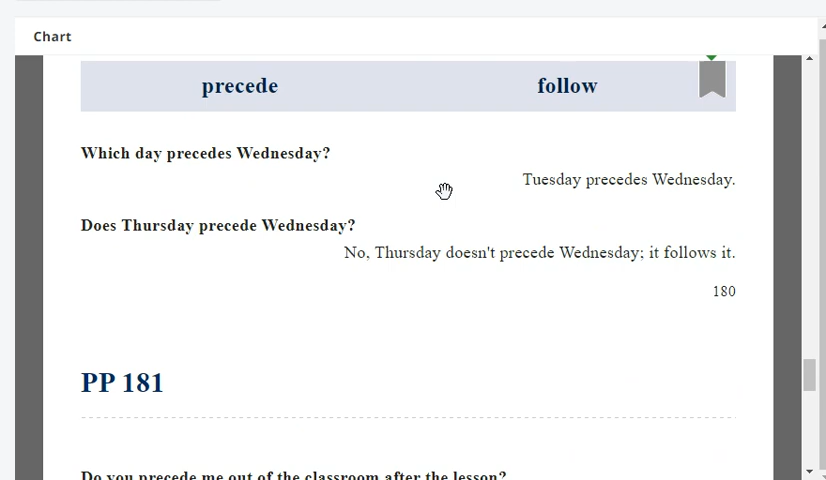 Chart
precede follow
Which day precedes Wednesday?
Tuesday precedes Wednesday.
Does Thursday precede Wednesday?
No, Thursday doesn't precede Wednesday; it follows it.
180
PP 181
Do you precede me out of the classroom after the lesson?